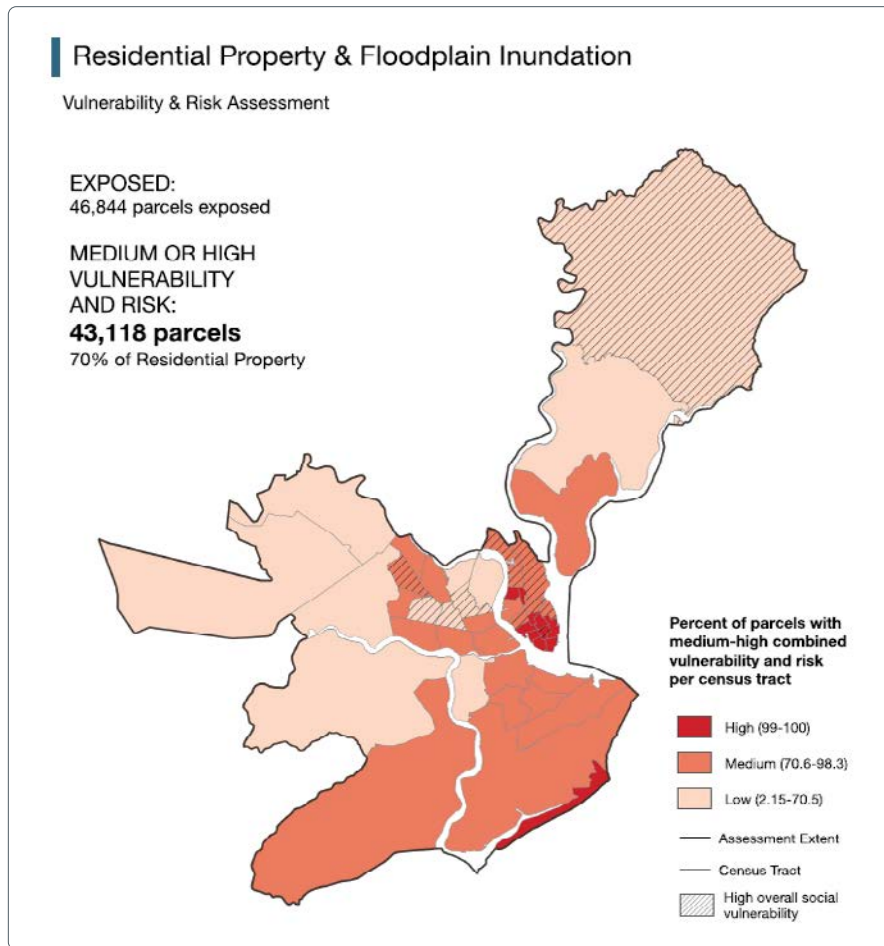 Residential Property & Floodplain Inundation
Vulnerability & Risk Assessment
EXPOSED:
46,844 parcels exposed
MEDIUM OR HIGH
VULNERABILITY
AND RISK:
43,118 parcels
70% of Residential Property
Percent of parcels with
medium-high combined
vulnerability and risk
per census tract
High (99-100)
Medium (70.6-98.3)
Low (2.15-70.5)
Assessment Extent
Census Tract
High overall social
vulnerability